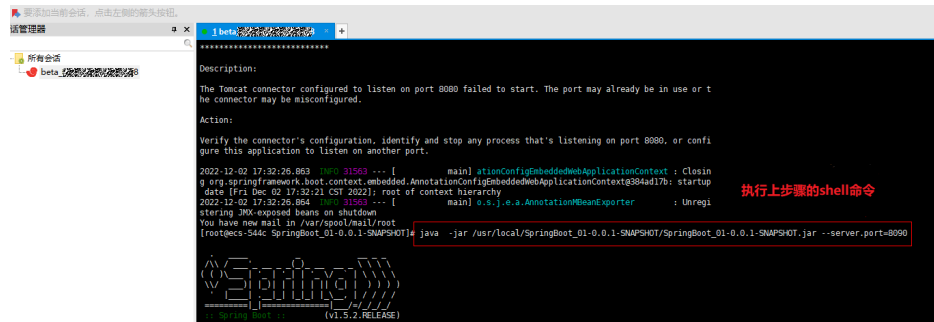 要添加当前会话，点击左侧的箭头按钮。
话管理器
1 beta
所有会话
beta_
8
***************************
Description:
The Tomcat connector configured to listen on port 8080 failed to start. The port may already be in use or t
he connector may be misconfigured.
Action:
Verify the connector's configuration, identify and stop any process that's listening on port 8080, or confi
gure this application to listen on another port.
2022-12-02 17:32:26.863 INFO 31563 --- [ main] ationConfigEmbeddedWebApplicationContext : Closin
g org.springframework.boot.context.embedded.AnnotationConfigEmbeddedWebApplicationContext@384ad17b: startup
date [Fri Dec 02 17:32:21 CST 2022]; root of context hierarchy
2022-12-02 17:32:26.864 INFO 31563 --- [ main] o.s.j.e.a.AnnotationMBeanExporter : Unregi
stering JMX-exposed beans on shutdown
You have new mail in /var/spool/mail/root
[root@ecs-544c SpringBoot_01-0.0.1-SNAPSHOT]# java -jar /usr/local/SpringBoot_01-0.0.1-SNAPSHOT/SpringBoot_01-0.0.1-SNAPSHOT.jar --server.port=8090
执行上步骤的shell命令
:: Spring Boot :: (v1.5.2.RELEASE)